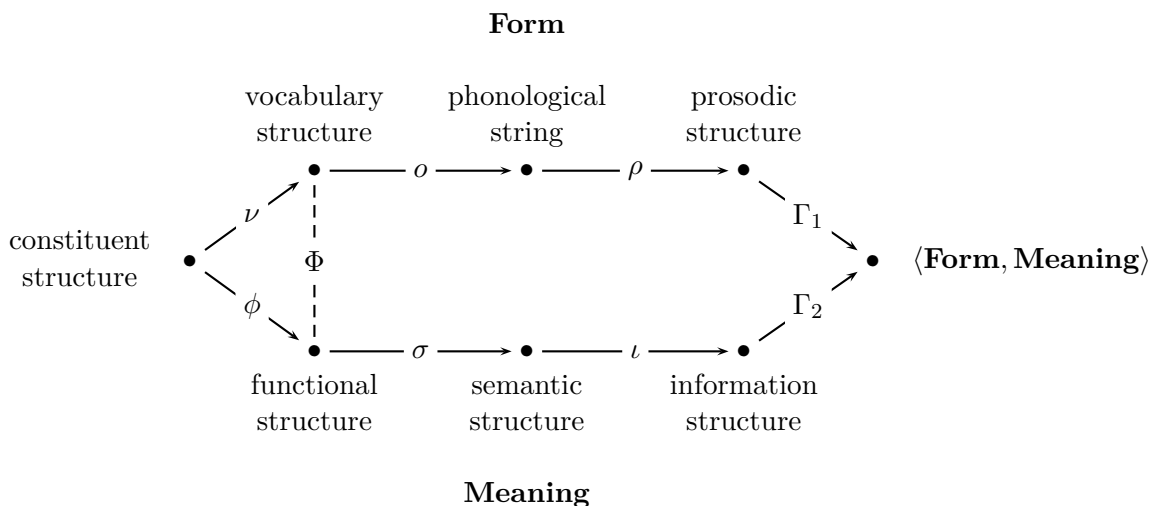 Form
vocabulary
structure
phonological
string
prosodic
structure
ο
ρ
ν
Γ₁
constituent
structure
Φ
⟨Form, Meaning⟩
ϕ
Γ₂
σ
ι
functional
structure
semantic
structure
information
structure
Meaning